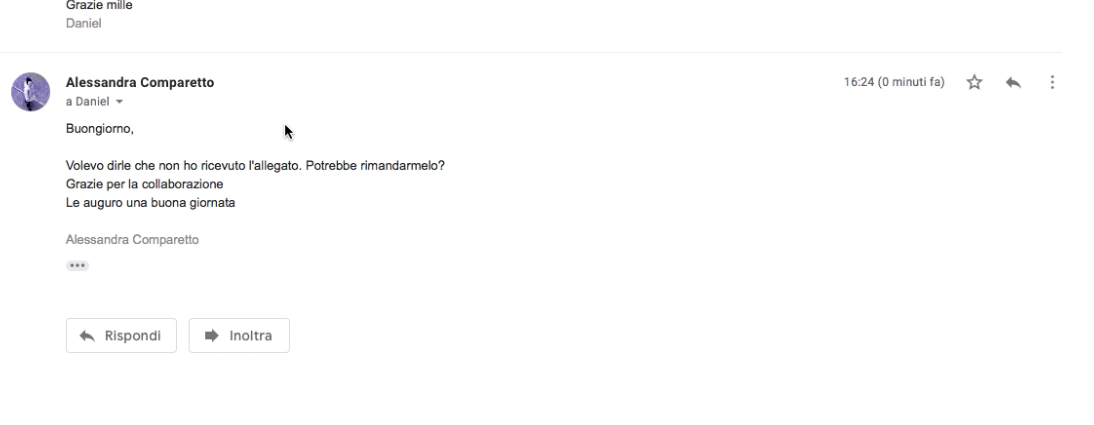 Grazie mille
Daniel
Alessandra Comparetto
16:24 (0 minuti fa)
a Daniel
Buongiorno,
Volevo dirle che non ho ricevuto l'allegato. Potrebbe rimandarmelo?
Grazie per la collaborazione
Le auguro una buona giornata
Alessandra Comparetto
Rispondi
Inoltra